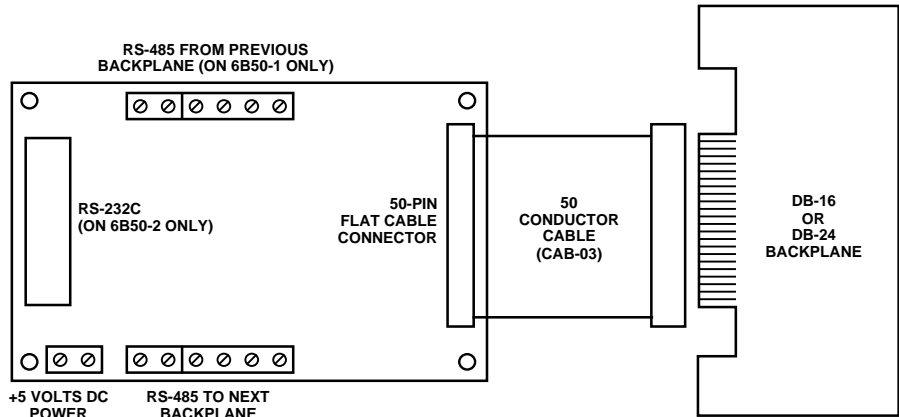 RS-485 FROM PREVIOUS
BACKPLANE (ON 6B50-1 ONLY)
RS-232C
(ON 6B50-2 ONLY)
50-PIN
FLAT CABLE
CONNECTOR
50
CONDUCTOR
CABLE
(CAB-03)
DB-16
OR
DB-24
BACKPLANE
+5 VOLTS DC
POWER
RS-485 TO NEXT
BACKPLANE